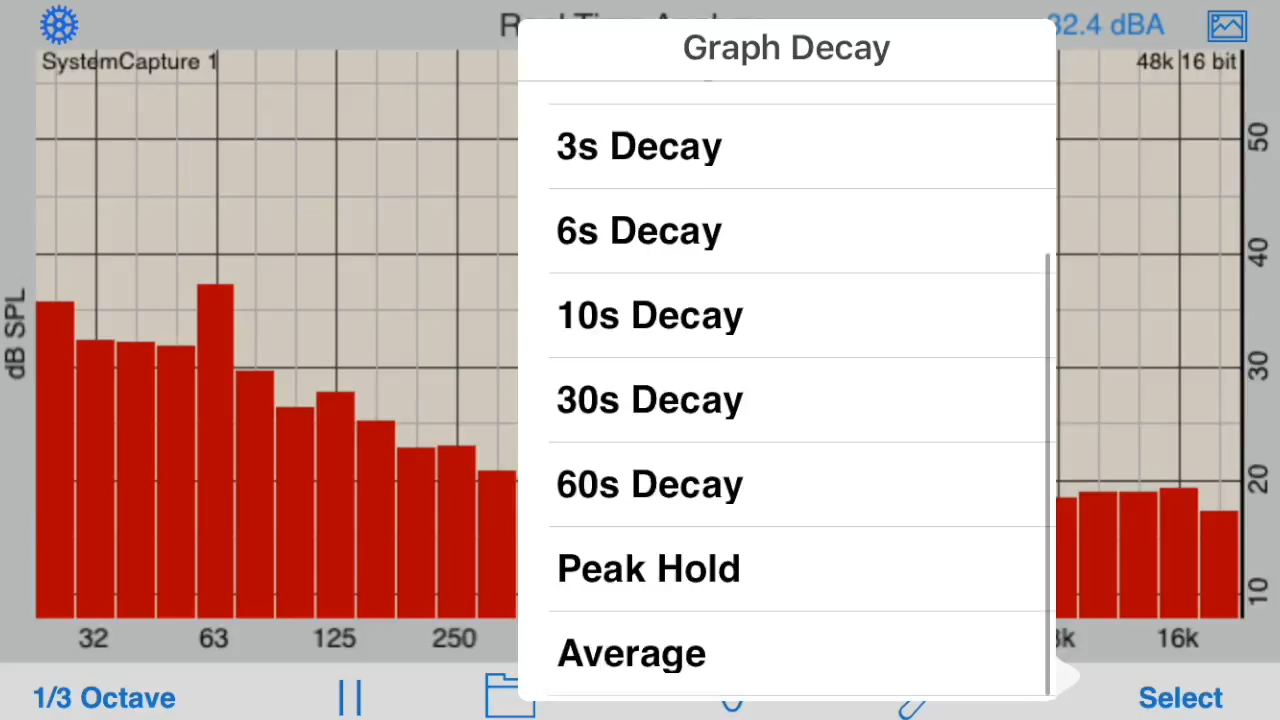 32.4 dBA
Graph Decay
SystemCapture 1
48k 16 bit
3s Decay
6s Decay
10s Decay
30s Decay
60s Decay
Peak Hold
Average
dB SPL
50
40
30
20
10
32 63 125 250 16k
1/3 Octave
Select